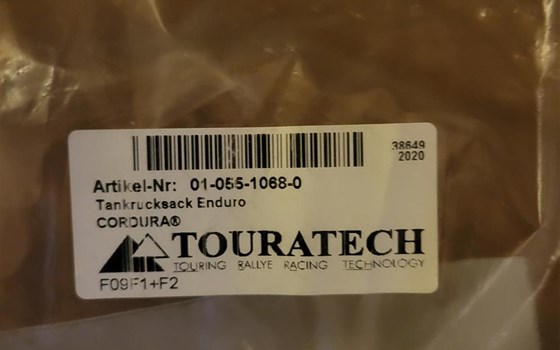 38649
2020
Artikel-Nr: 01-055-1068-0
Tankrucksack Enduro
CORDURA®
TOURATECH
TOURING RALLYE RACING TECHNOLOGY
F09F1+F2